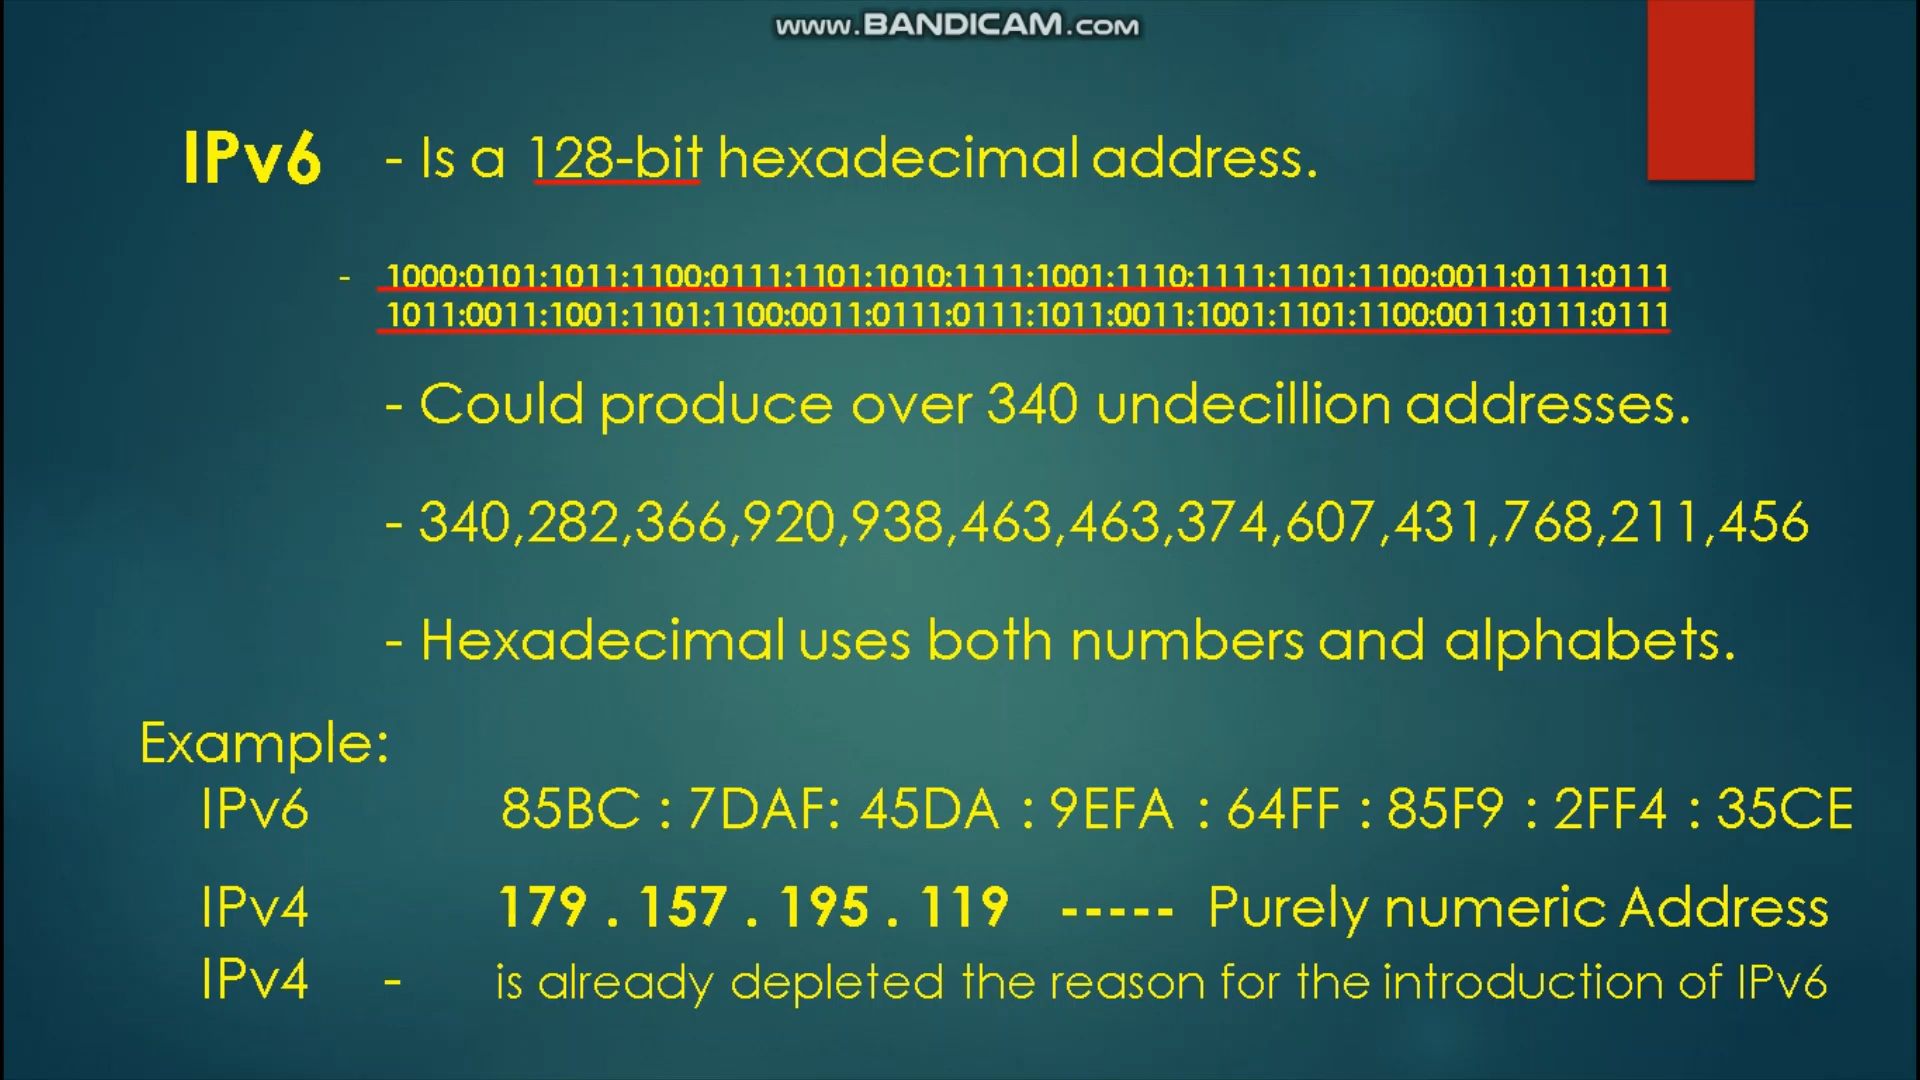 www.BANDICAM.com
IPv6 - Is a 128-bit hexadecimal address.
- 1000:0101:1011:1100:0111:1101:1010:1111:1001:1110:1111:1101:1100:0011:0111:0111
1011:0011:1001:1101:1100:0011:0111:0111:1011:0011:1001:1101:1100:0011:0111:0111
- Could produce over 340 undecillion addresses.
- 340,282,366,920,938,463,463,374,607,431,768,211,456
- Hexadecimal uses both numbers and alphabets.
Example:
IPv6 85BC : 7DAF: 45DA : 9EFA : 64FF : 85F9 : 2FF4 : 35CE
IPv4 179 . 157 . 195 . 119 ----- Purely numeric Address
IPv4 - is already depleted the reason for the introduction of IPv6